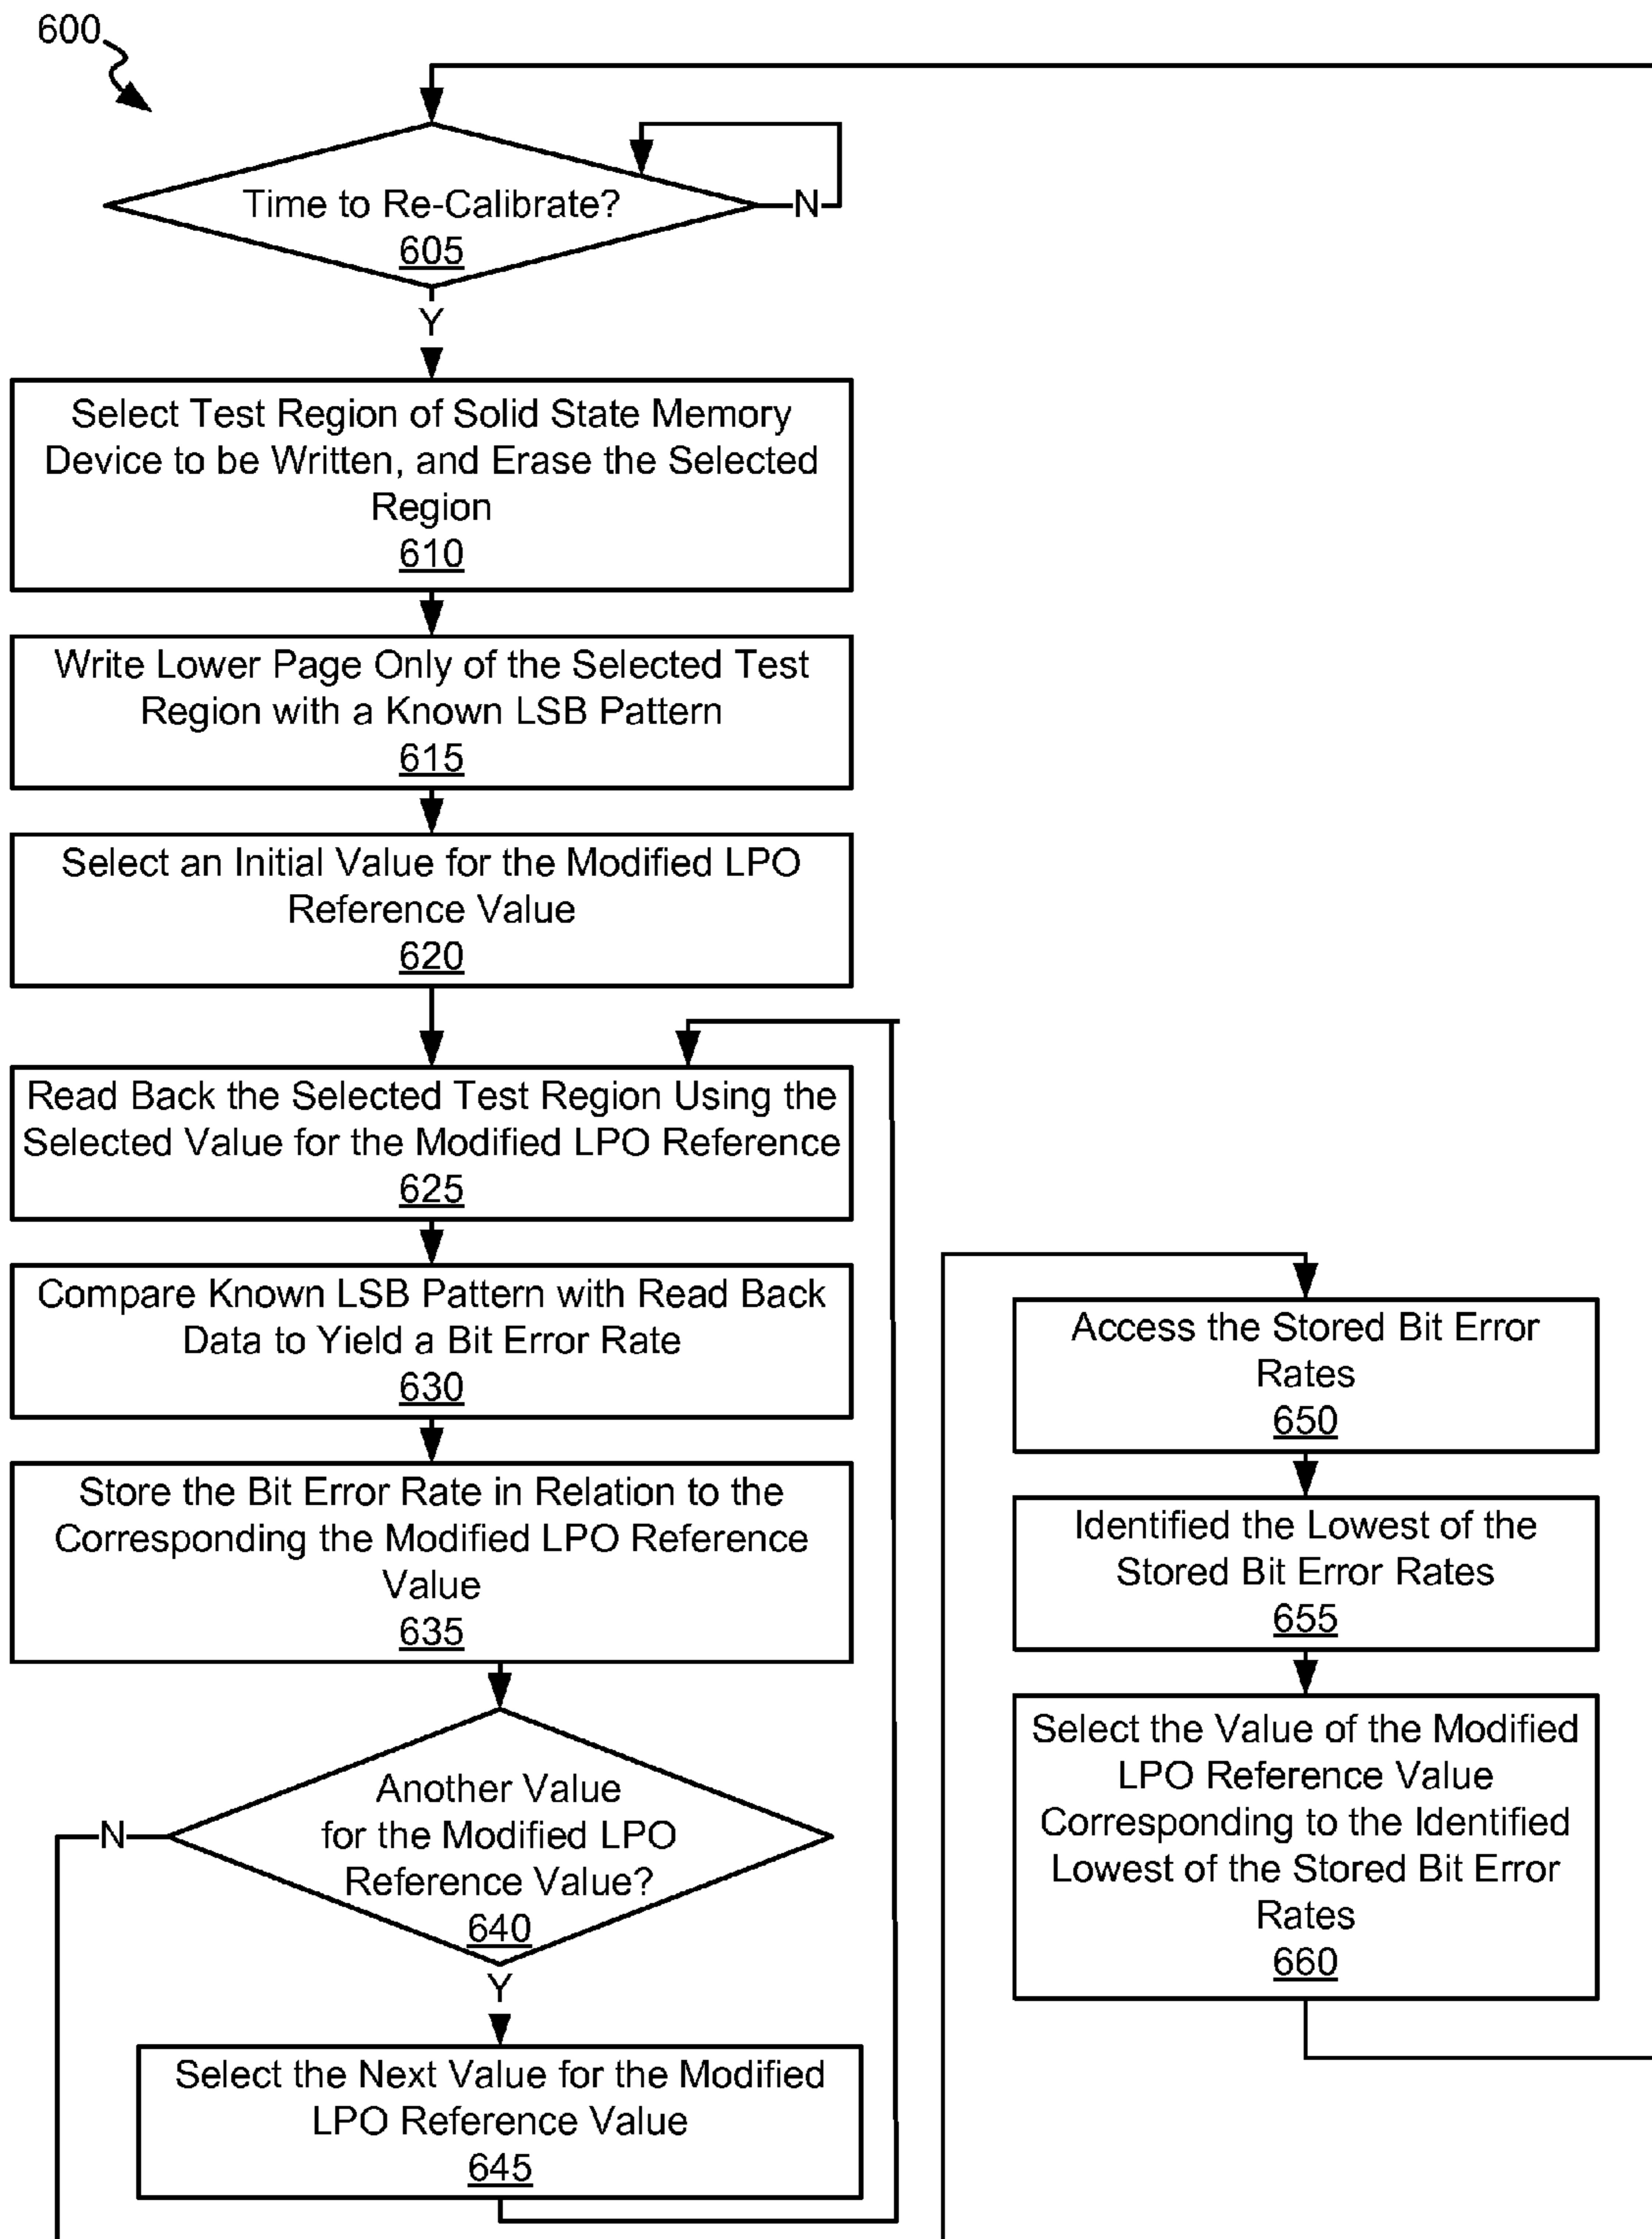 600
Time to Re-Calibrate?
605
N
Y
Select Test Region of Solid State Memory
Device to be Written, and Erase the Selected
Region
610
Write Lower Page Only of the Selected Test
Region with a Known LSB Pattern
615
Select an Initial Value for the Modified LPO
Reference Value
620
Read Back the Selected Test Region Using the
Selected Value for the Modified LPO Reference
625
Compare Known LSB Pattern with Read Back
Data to Yield a Bit Error Rate
630
Store the Bit Error Rate in Relation to the
Corresponding the Modified LPO Reference
Value
635
Another Value
for the Modified LPO
Reference Value?
640
N
Y
Select the Next Value for the Modified
LPO Reference Value
645
Access the Stored Bit Error
Rates
650
Identified the Lowest of the
Stored Bit Error Rates
655
Select the Value of the Modified
LPO Reference Value
Corresponding to the Identified
Lowest of the Stored Bit Error
Rates
660